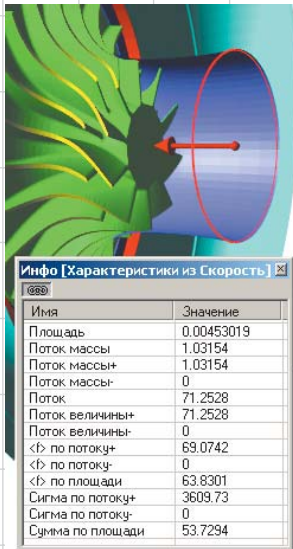 Инфо [Характеристики из Скорость]
Имя Значение
Площадь 0.00453019
Поток массы 1.03154
Поток массы+ 1.03154
Поток массы- 0
Поток 71.2528
Поток величины+ 71.2528
Поток величины- 0
<f> по потоку+ 69.0742
<f> по потоку- 0
<f> по площади 63.8301
Сигма по потоку+ 3609.73
Сигма по потоку- 0
Сумма по площади 53.7294